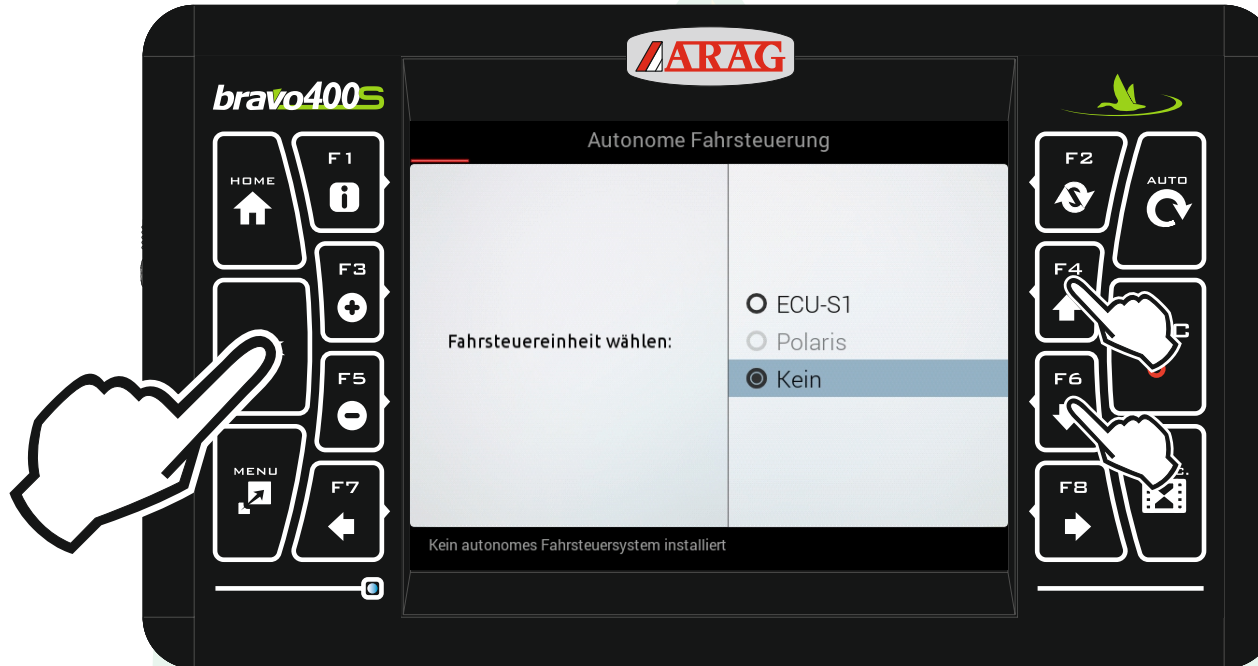 ARAG
bravo400S
HOME
F1
F3
F5
MENU
F7
Autonome Fahrsteuerung
Fahrsteuereinheit wählen:
ECU-S1
Polaris
Kein
Kein autonomes Fahrsteuersystem installiert
F2
AUTO
F4
F6
F8